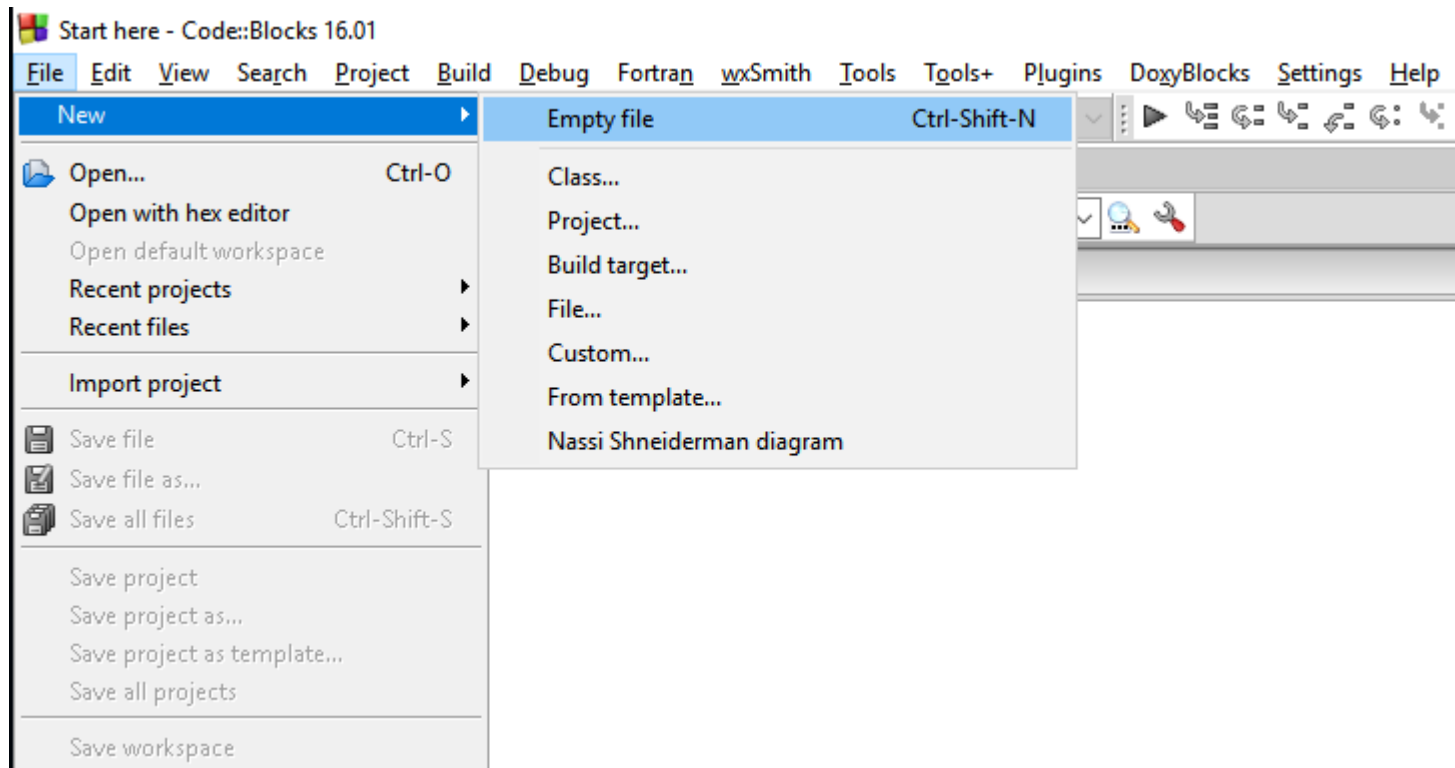 Start here - Code::Blocks 16.01
File Edit View Search Project Build Debug Fortran wxSmith Tools Tools+ Plugins DoxyBlocks Settings Help
New
Empty file Ctrl-Shift-N
Open... Ctrl-O
Class...
Open with hex editor
Project...
Open default workspace
Build target...
Recent projects
File...
Recent files
Custom...
Import project
From template...
Save file Ctrl-S
Nassi Shneiderman diagram
Save file as...
Save all files Ctrl-Shift-S
Save project
Save project as...
Save project as template...
Save all projects
Save workspace